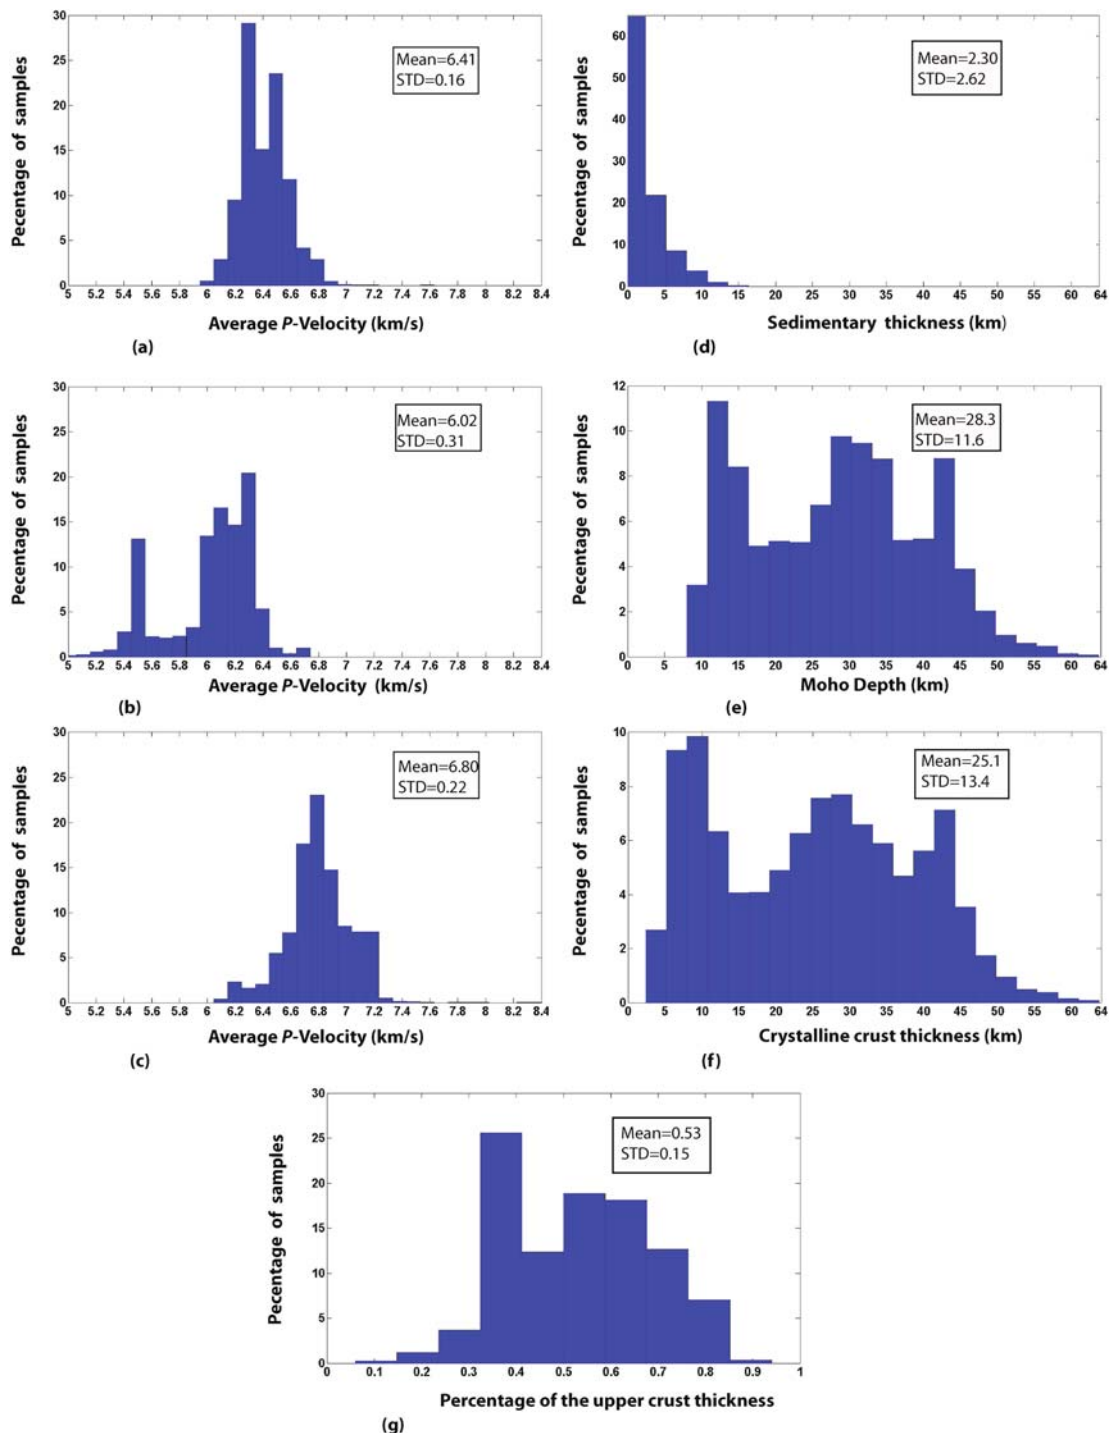 30
25
20
15
10
5
0
Pecentage of samples
Mean=6.41
STD=0.16
5 5.2 5.4 5.6 5.8 6 6.2 6.4 6.6 6.8 7 7.2 7.4 7.6 7.8 8 8.2 8.4
Average P-Velocity (km/s)
(a)
60
50
40
30
20
10
0
Pecentage of samples
Mean=2.30
STD=2.62
0 5 10 15 20 25 30 35 40 45 50 55 60 64
Sedimentary thickness (km)
(d)
30
25
20
15
10
5
0
Pecentage of samples
Mean=6.02
STD=0.31
5 5.2 5.4 5.6 5.8 6 6.2 6.4 6.6 6.8 7 7.2 7.4 7.6 7.8 8 8.2 8.4
Average P-Velocity (km/s)
(b)
12
10
8
6
4
2
0
Pecentage of samples
Mean=28.3
STD=11.6
0 5 10 15 20 25 30 35 40 45 50 55 60 64
Moho Depth (km)
(e)
30
25
20
15
10
5
0
Pecentage of samples
Mean=6.80
STD=0.22
5 5.2 5.4 5.6 5.8 6 6.2 6.4 6.6 6.8 7 7.2 7.4 7.6 7.8 8 8.2 8.4
Average P-Velocity (km/s)
(c)
10
8
6
4
2
0
Pecentage of samples
Mean=25.1
STD=13.4
0 5 10 15 20 25 30 35 40 45 50 55 60 64
Crystalline crust thickness (km)
(f)
30
25
20
15
10
5
0
Pecentage of samples
Mean=0.53
STD=0.15
0 0.1 0.2 0.3 0.4 0.5 0.6 0.7 0.8 0.9 1
Percentage of the upper crust thickness
(g)